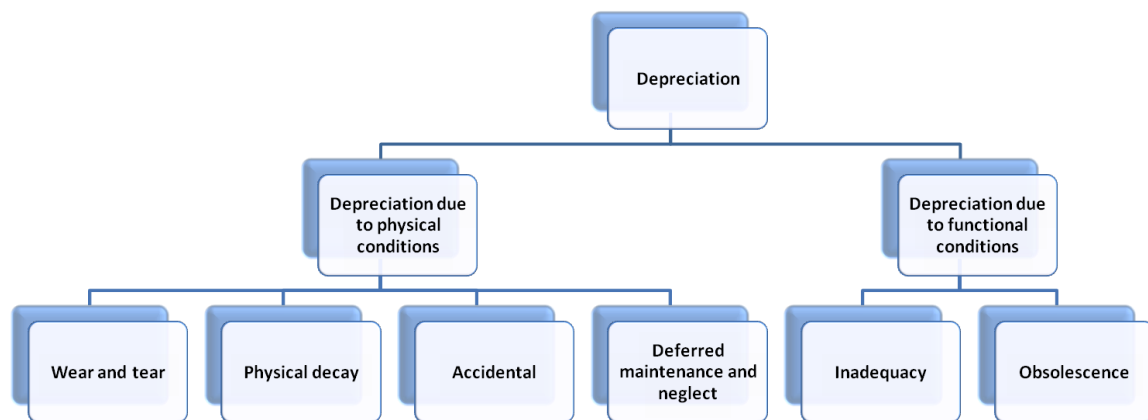 Depreciation
Depreciation due
to physical
conditions
Depreciation due
to functional
conditions
Wear and tear
Physical decay
Accidental
Deferred
maintenance and
neglect
Inadequacy
Obsolescence